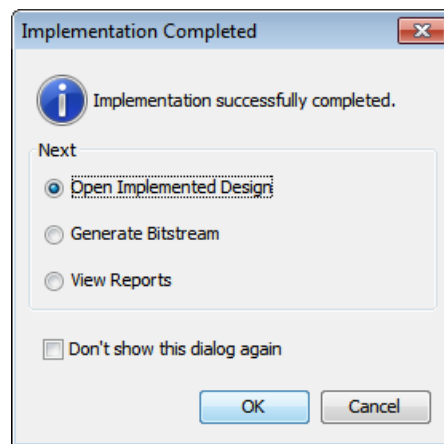 Implementation Completed
Implementation successfully completed.
Next
Open Implemented Design
Generate Bitstream
View Reports
Don't show this dialog again
OK
Cancel